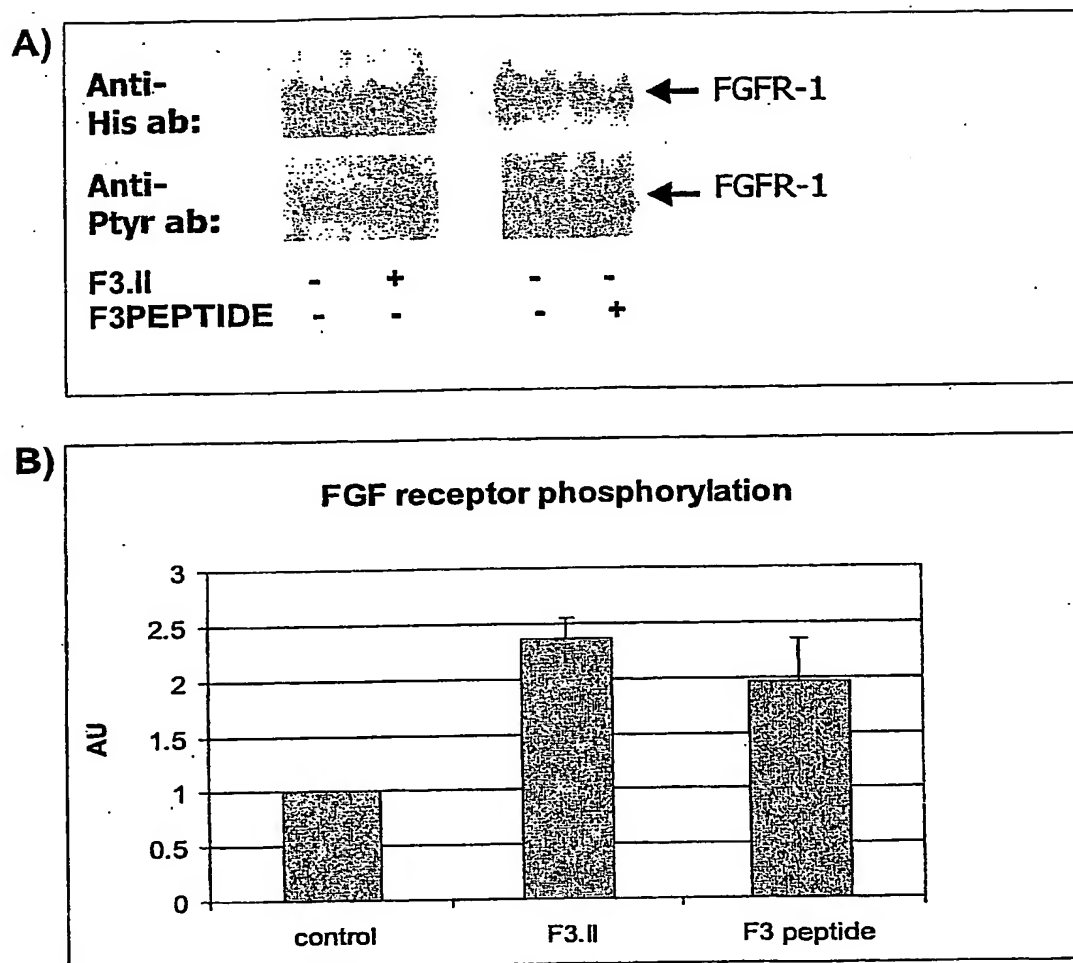 A)
Anti-
His ab:
FGFR-1
Anti-
Ptyr ab:
FGFR-1
F3.II - + - -
F3PEPTIDE - - - +
B)
FGF receptor phosphorylation
3
2.5
2
1.5
1
0.5
0
AU
control F3.II F3 peptide